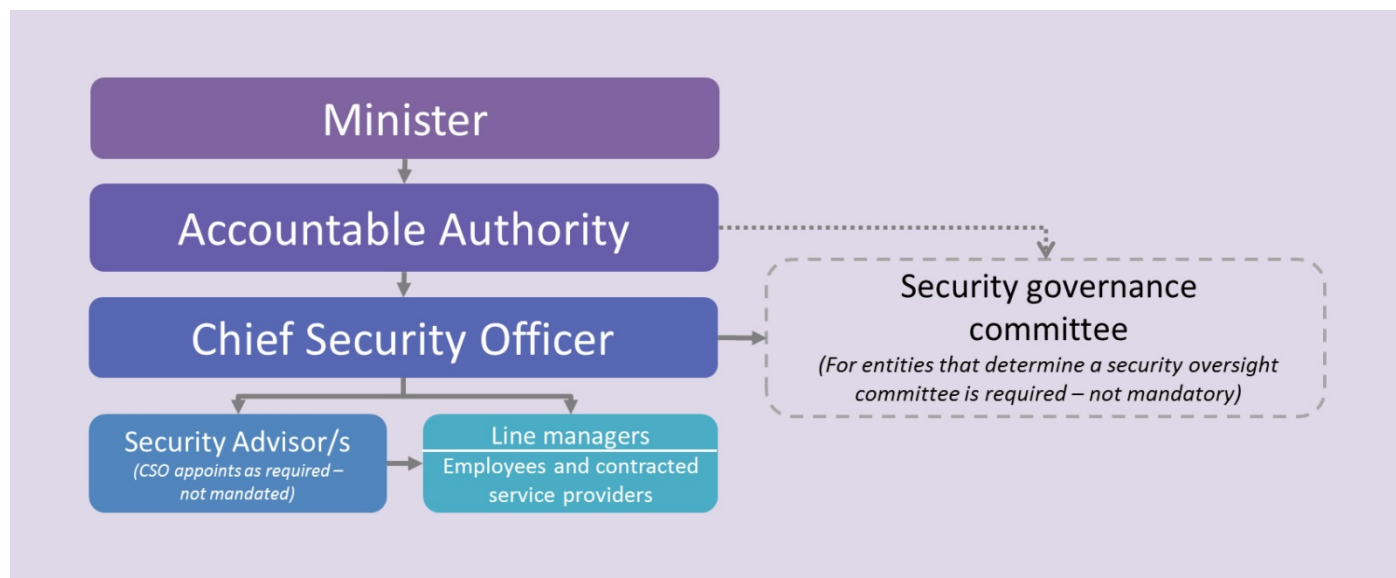 Minister
Accountable Authority
Chief Security Officer
Security governance
committee
(For entities that determine a security oversight
committee is required – not mandatory)
Security Advisor/s
(CSO appoints as required –
not mandated)
Line managers
Employees and contracted
service providers